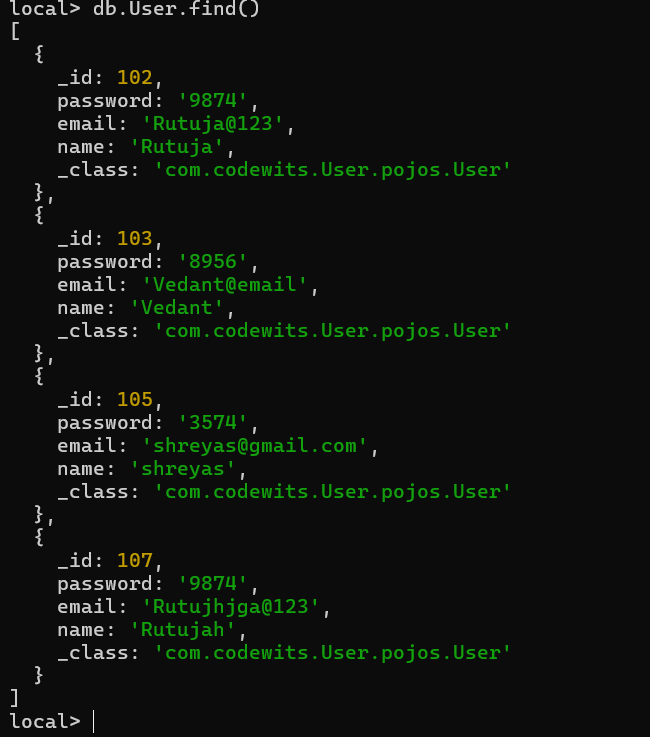 local> db.User.find()
[
  {
    _id: 102,
    password: '9874',
    email: 'Rutuja@123',
    name: 'Rutuja',
    _class: 'com.codewits.User.pojos.User'
  },
  {
    _id: 103,
    password: '8956',
    email: 'Vedant@email',
    name: 'Vedant',
    _class: 'com.codewits.User.pojos.User'
  },
  {
    _id: 105,
    password: '3574',
    email: 'shreyas@gmail.com',
    name: 'shreyas',
    _class: 'com.codewits.User.pojos.User'
  },
  {
    _id: 107,
    password: '9874',
    email: 'Rutujhjga@123',
    name: 'Rutujah',
    _class: 'com.codewits.User.pojos.User'
  }
]
local>